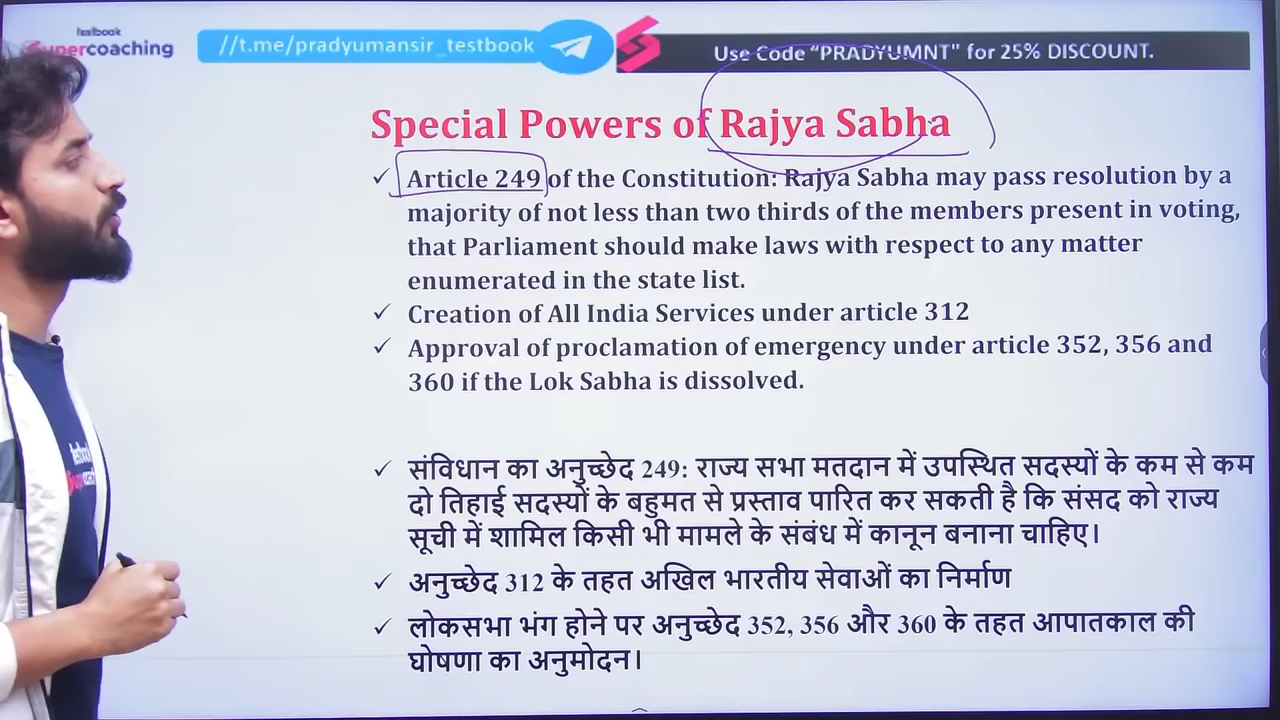 testbook
Supercoaching
//t.me/pradyumansir_testbook
Use Code “PRADYUMNT" for 25% DISCOUNT.
Special Powers of Rajya Sabha
✓ Article 249 of the Constitution: Rajya Sabha may pass resolution by a
majority of not less than two thirds of the members present in voting,
that Parliament should make laws with respect to any matter
enumerated in the state list.
✓ Creation of All India Services under article 312
✓ Approval of proclamation of emergency under article 352, 356 and
360 if the Lok Sabha is dissolved.
✓ संविधान का अनुच्छेद 249: राज्य सभा मतदान में उपस्थित सदस्यों के कम से कम
दो तिहाई सदस्यों के बहुमत से प्रस्ताव पारित कर सकती है कि संसद को राज्य
सूची में शामिल किसी भी मामले के संबंध में कानून बनाना चाहिए।
✓ अनुच्छेद 312 के तहत अखिल भारतीय सेवाओं का निर्माण
✓ लोकसभा भंग होने पर अनुच्छेद 352, 356 और 360 के तहत आपातकाल की
घोषणा का अनुमोदन।